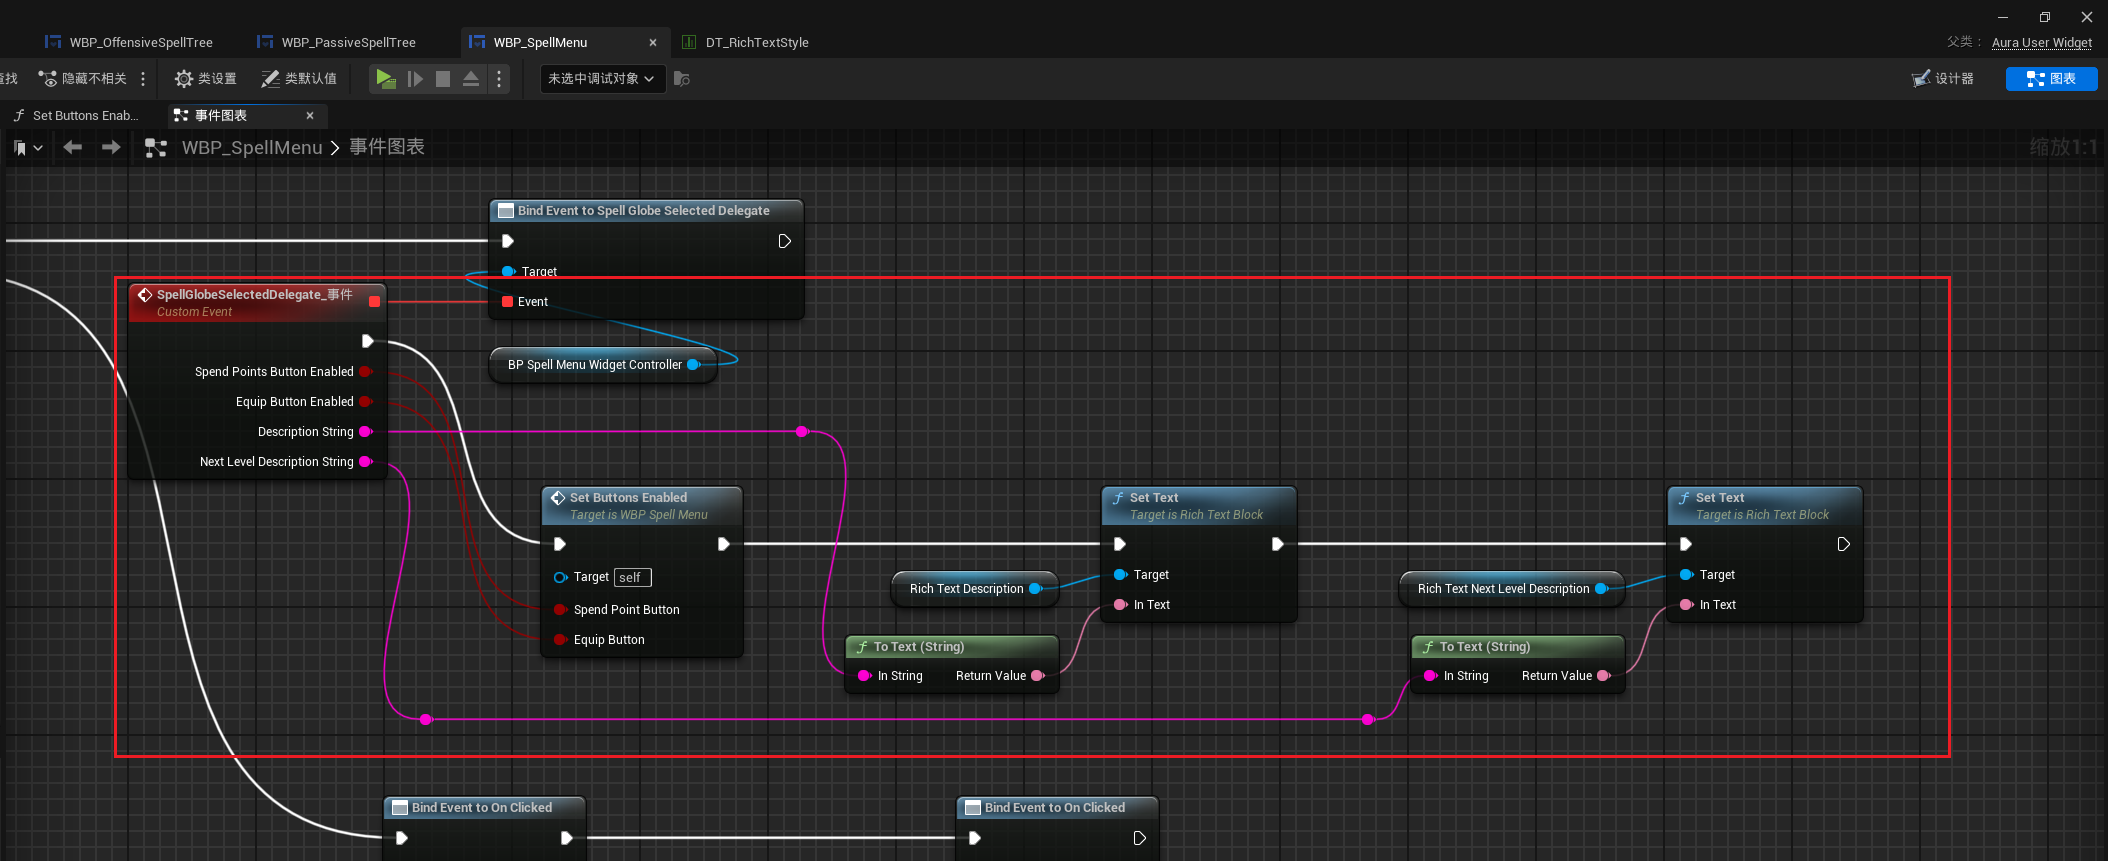 WBP_OffensiveSpellTree
WBP_PassiveSpellTree
WBP_SpellMenu
DT_RichTextStyle
父类：
Aura User Widget
查找
隐藏不相关
类设置
类默认值
未选中调试对象
设计器
图表
Set Buttons Enab...
事件图表
WBP_SpellMenu
事件图表
缩放1:1
Bind Event to Spell Globe Selected Delegate
Target
Event
SpellGlobeSelectedDelegate_事件
Custom Event
Spend Points Button Enabled
Equip Button Enabled
Description String
Next Level Description String
BP Spell Menu Widget Controller
Set Buttons Enabled
Target is WBP Spell Menu
Target
self
Spend Point Button
Equip Button
Set Text
Target is Rich Text Block
Target
In Text
Rich Text Description
To Text (String)
In String
Return Value
Set Text
Target is Rich Text Block
Target
In Text
Rich Text Next Level Description
To Text (String)
In String
Return Value
Bind Event to On Clicked
Bind Event to On Clicked